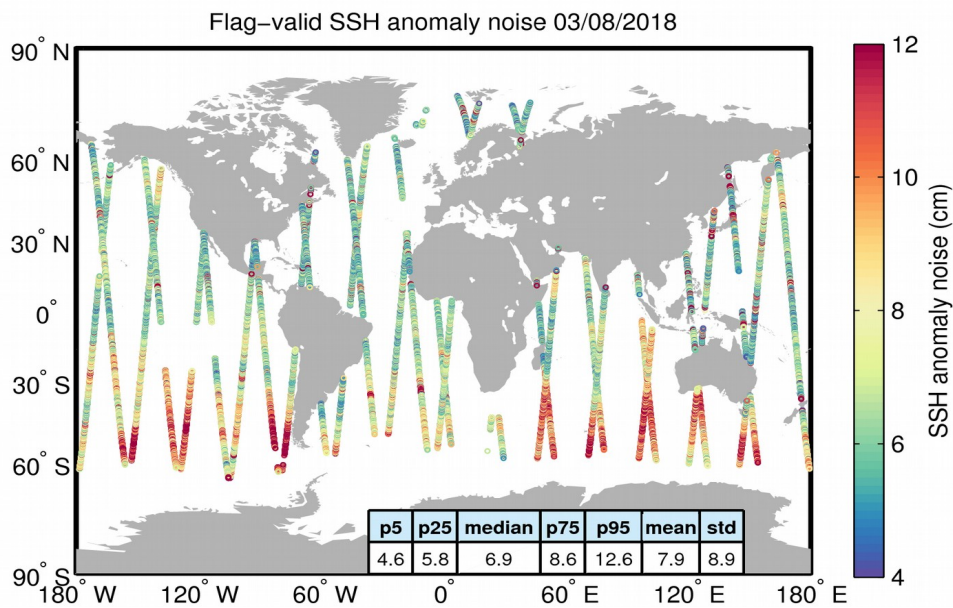 Flag–valid SSH anomaly noise 03/08/2018
90° N
60° N
30° N
0°
30° S
60° S
90° S
180° W
120° W
60° W
0°
60° E
120° E
180° E
p5 p25 median p75 p95 mean std
4.6 5.8 6.9 8.6 12.6 7.9 8.9
12
10
8
6
4
SSH anomaly noise (cm)